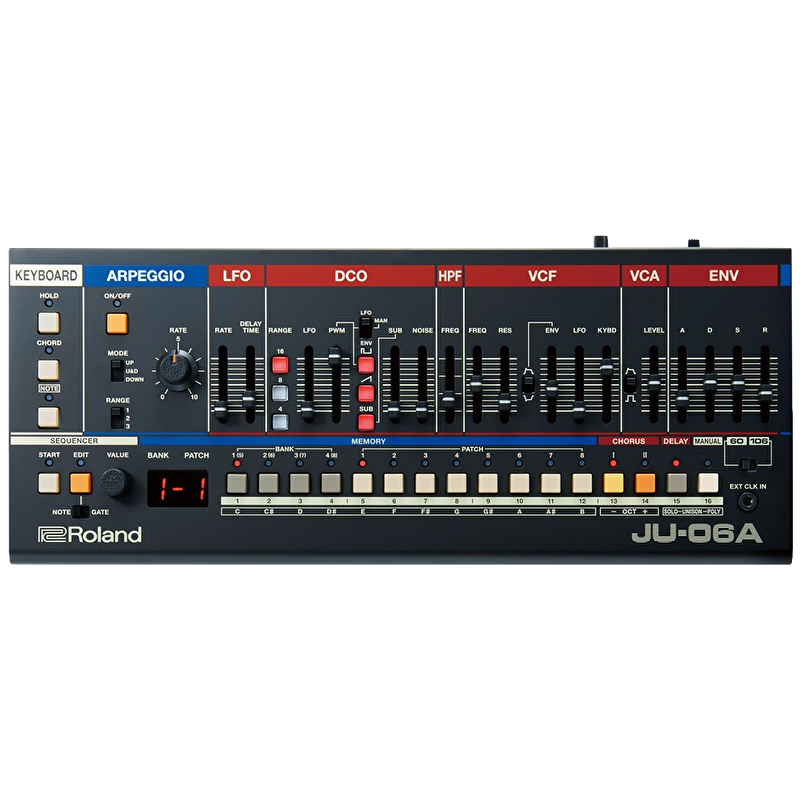 KEYBOARD ARPEGGIO LFO DCO HPF VCF VCA ENV
HOLD ON/OFF
RATE DELAY TIME RANGE LFO PWM LFO MAN ENV SUB NOISE FREQ FREQ RES ENV LFO KYBD LEVEL A D S R
RATE
5
0 10
16
8
4
SUB
CHORD
NOTE
MODE
UP
U&D
DOWN
RANGE
1
2
3
SEQUENCER MEMORY CHORUS DELAY MANUAL 60 106
START EDIT VALUE BANK PATCH
BANK PATCH
1 (5) 2 (6) 3 (7) 4 (8) 1 2 3 4 5 6 7 8 I II
1-1
EXT CLK IN
1 2 3 4 5 6 7 8 9 10 11 12 13 14 15 16
C C# D D# E F F# G G# A A# B - OCT + SOLO-UNISON-POLY
NOTE GATE
Roland JU-06A